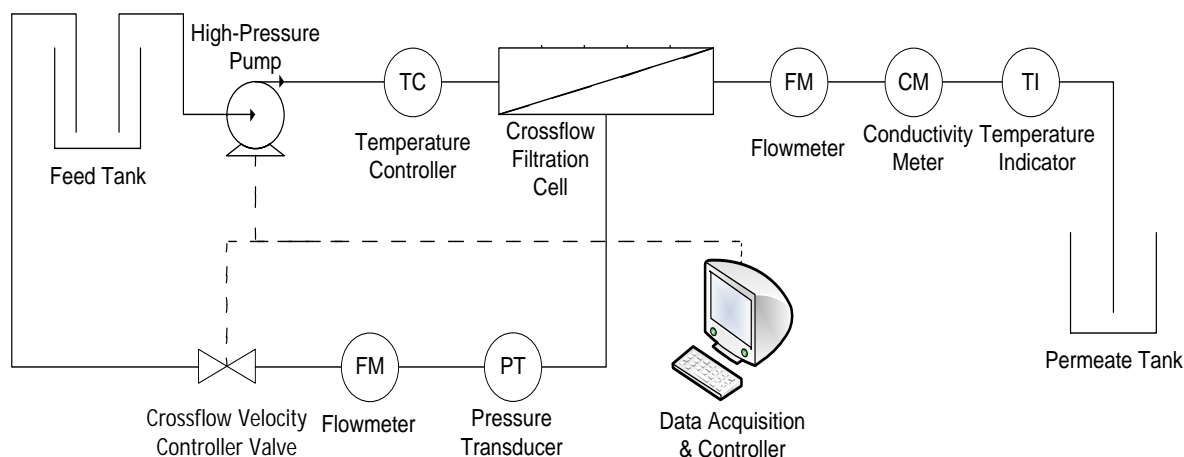 High-Pressure
Pump
TC
FM
CM
TI
Feed Tank
Temperature
Controller
Crossflow
Filtration
Cell
Flowmeter
Conductivity
Meter
Temperature
Indicator
FM
PT
Permeate Tank
Crossflow Velocity
Controller Valve
Flowmeter
Pressure
Transducer
Data Acquisition
& Controller